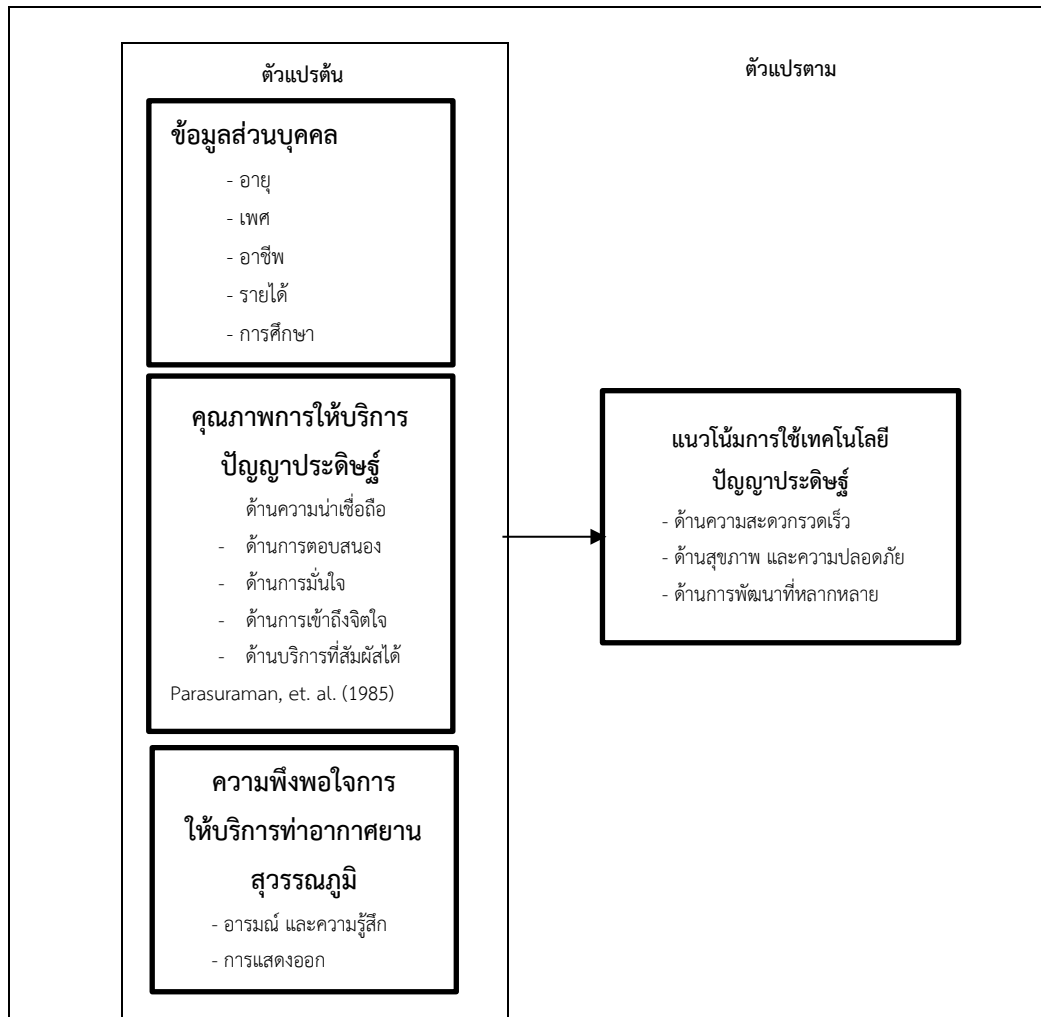 ตัวแปรต้น
ข้อมูลส่วนบุคคล
- อายุ
- เพศ
- อาชีพ
- รายได้
- การศึกษา
คุณภาพการให้บริการ
ปัญญาประดิษฐ์
ด้านความน่าเชื่อถือ
- ด้านการตอบสนอง
- ด้านการมั่นใจ
- ด้านการเข้าถึงจิตใจ
- ด้านบริการที่สัมผัสได้
Parasuraman, et. al. (1985)
ความพึงพอใจการ
ให้บริการท่าอากาศยาน
สุวรรณภูมิ
- อารมณ์ และความรู้สึก
- การแสดงออก
ตัวแปรตาม
แนวโน้มการใช้เทคโนโลยี
ปัญญาประดิษฐ์
- ด้านความสะดวกรวดเร็ว
- ด้านสุขภาพ และความปลอดภัย
- ด้านการพัฒนาที่หลากหลาย